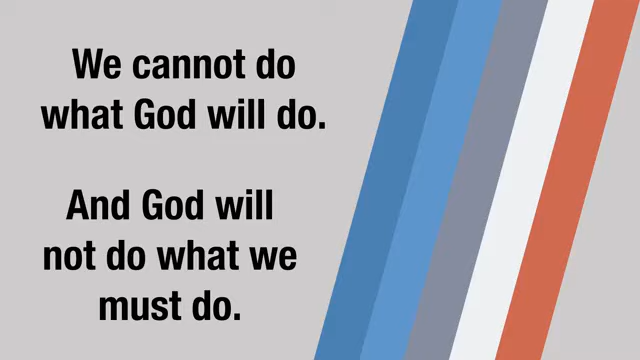 We cannot do
what God will do.
And God will
not do what we
must do.